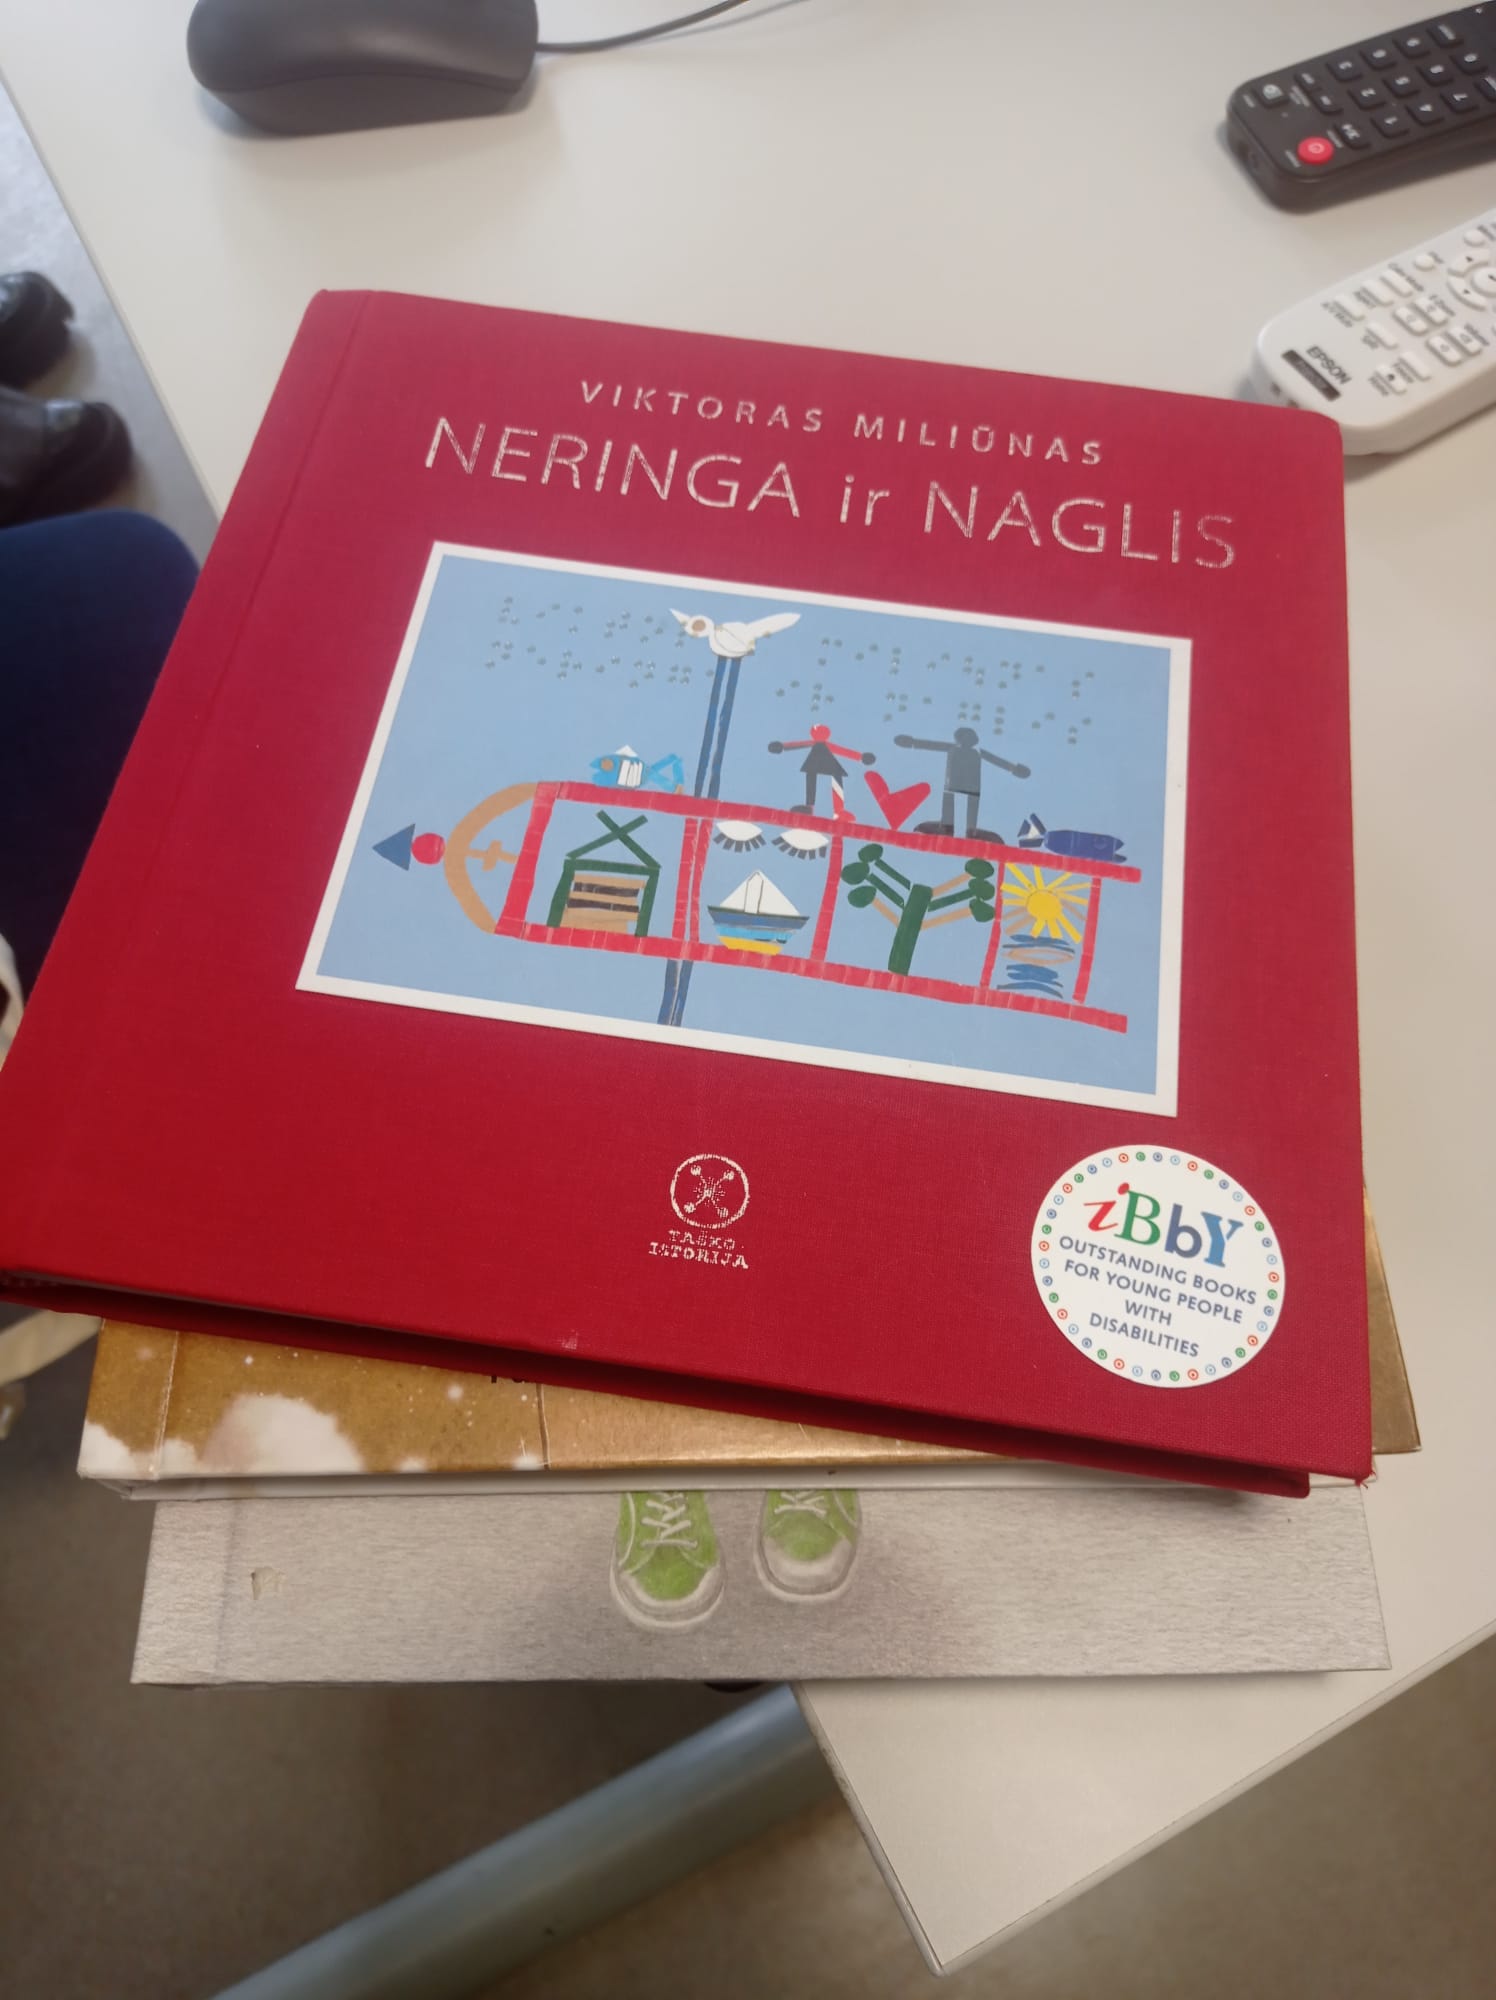 VIKTORAS MILIŪNAS
NERINGA ir NAGLIS
TAŠKO
ISTORIJA
iBbY
OUTSTANDING BOOKS
FOR YOUNG PEOPLE
WITH
DISABILITIES
EPSON